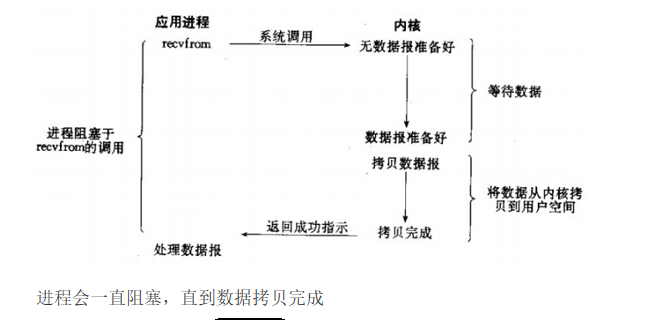 应用进程
内核
recvfrom
系统调用
无数据报准备好
等待数据
进程阻塞于
recvfrom的调用
数据报准备好
拷贝数据报
将数据从内核拷
贝到用户空间
返回成功指示
拷贝完成
处理数据报
进程会一直阻塞，直到数据拷贝完成